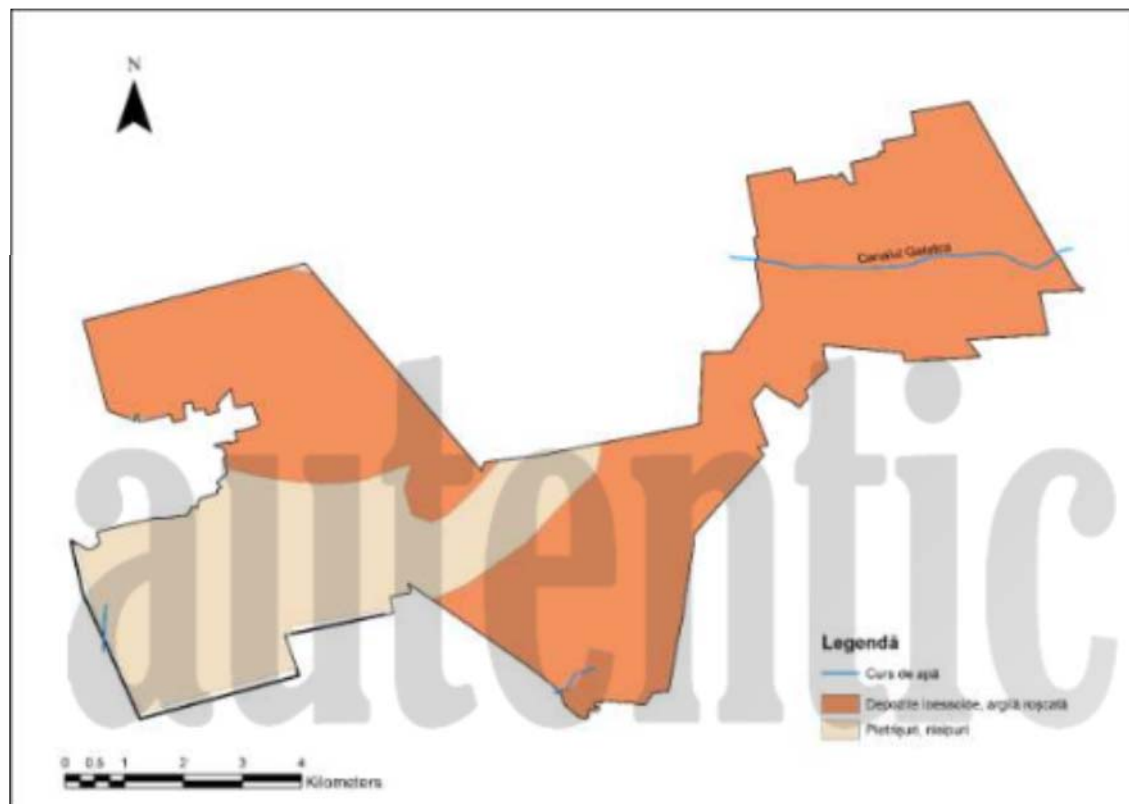 N
Canalul Galatca
autentic
Legendă
Curs de apă
Depozite loessoide, argilă roșcată
Pietrișuri, nisipuri
0 0.5 1 2 3 4
Kilometers